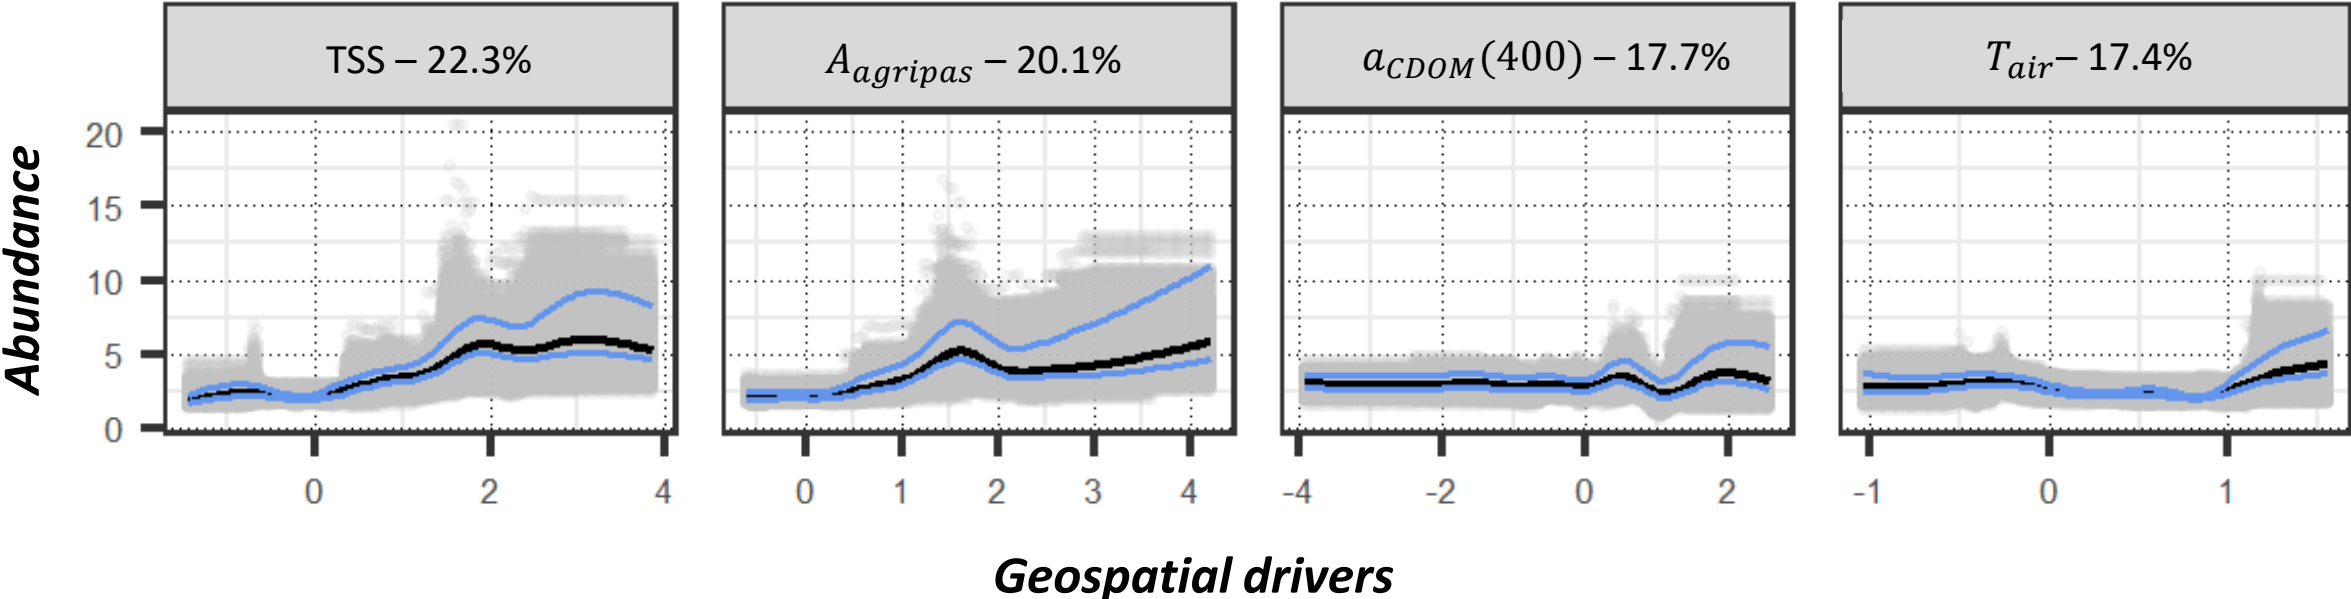 TSS – 22.3%
A_agripas – 20.1%
a_CDOM(400) – 17.7%
T_air– 17.4%
Abundance
20
15
10
5
0
0 2 4
0 1 2 3 4
-4 -2 0 2
-1 0 1
Geospatial drivers